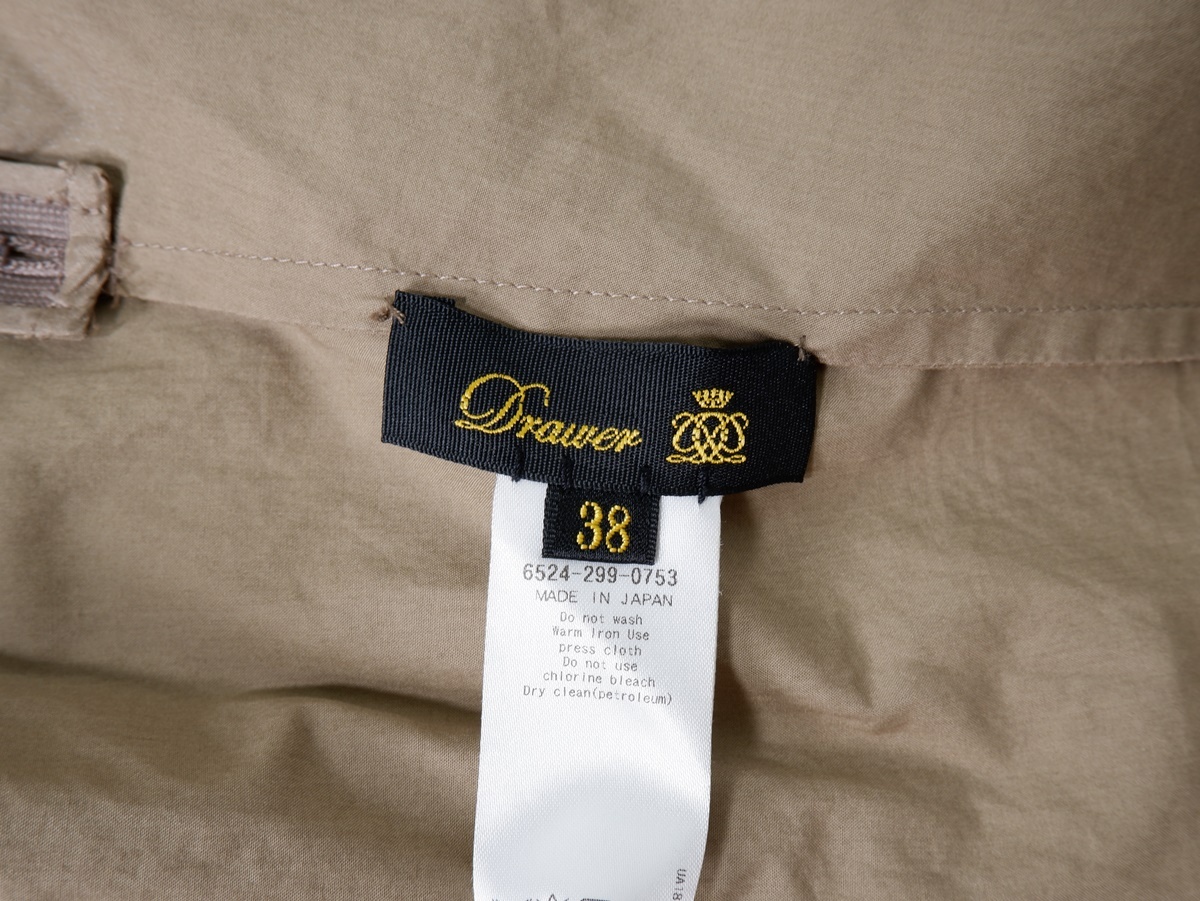 Drawer
38
6524-299-0753
MADE IN JAPAN
Do not wash
Warm Iron Use
press cloth
Do not use
chlorine bleach
Dry clean(petroleum)
UA18